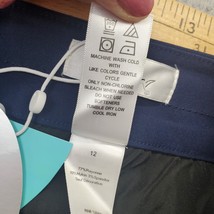 MACHINE WASH COLD
WITH
LIKE COLORS GENTLE
CYCLE
ONLY NON-CHLORINE
BLEACH WHEN NEEDED
DO NOT USE
SOFTENERS
TUMBLE DRY LOW
COOL IRON
12
13